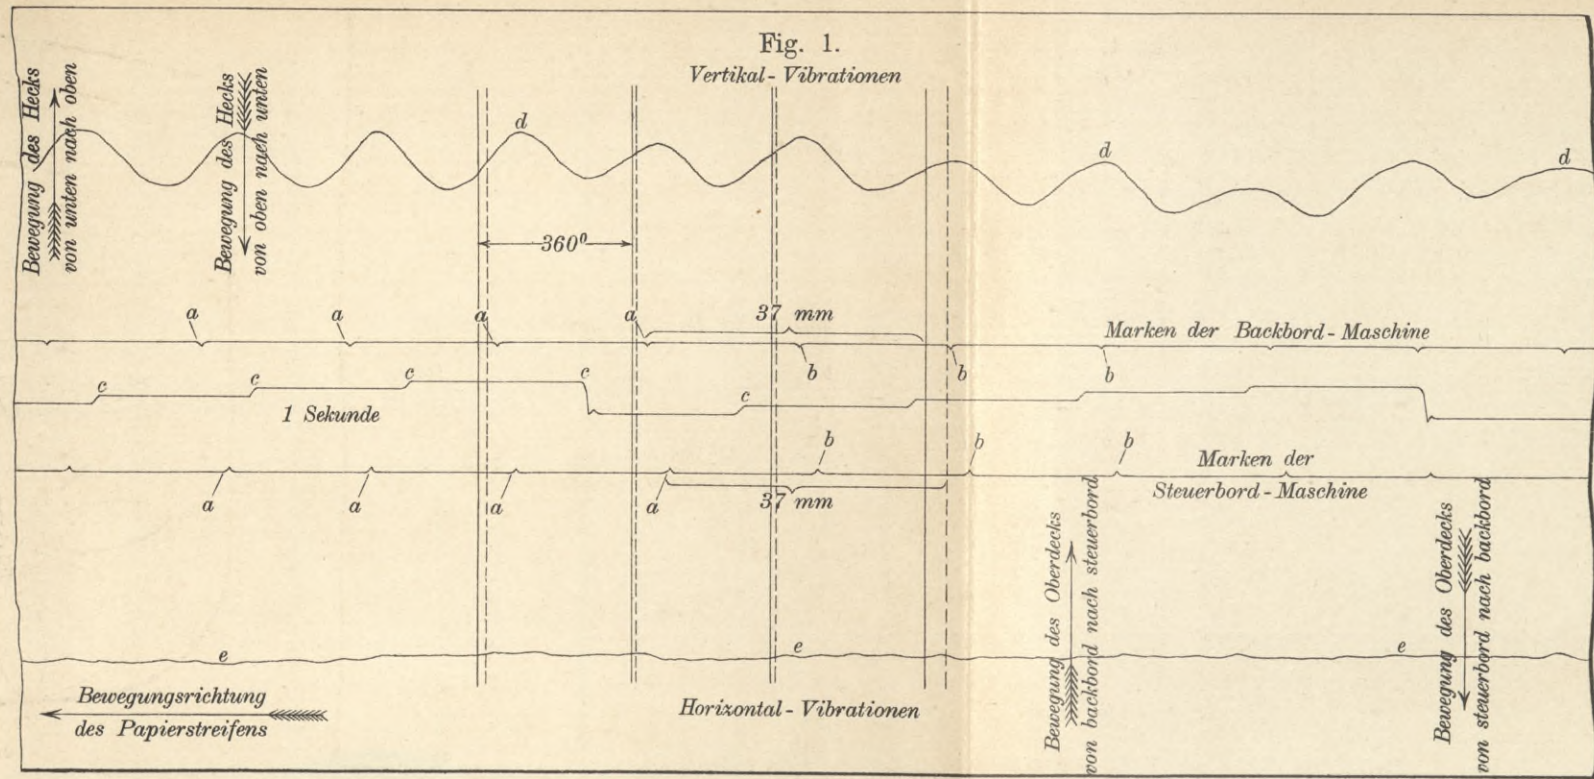 Fig. 1.
Vertikal-Vibrationen
Bewegung des Hecks
von unten nach oben
Bewegung des Hecks
von oben nach unten
d
d
d
360⁰
a
a
a
a
37 mm
Marken der Backbord-Maschine
b
b
b
c
c
c
c
c
1 Sekunde
b
b
b
Marken der
Steuerbord-Maschine
a
a
a
a
37 mm
Bewegung des Oberdecks
von backbord nach steuerbord
Bewegung des Oberdecks
von steuerbord nach backbord
e
e
e
Bewegungsrichtung
des Papierstreifens
Horizontal-Vibrationen